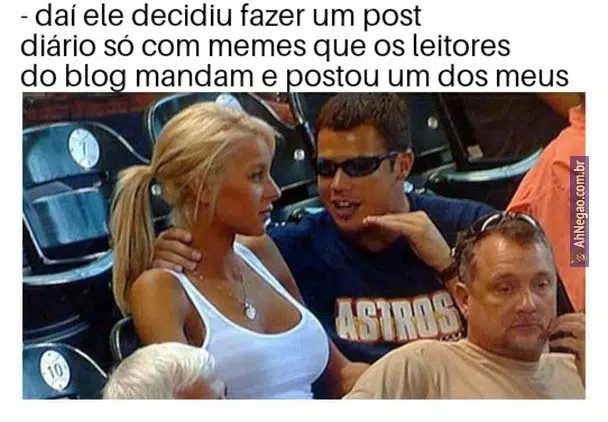 - daí ele decidiu fazer um post
diário só com memes que os leitores
do blog mandam e postou um dos meus
7
AhNegao.com.br
ASTROS
10